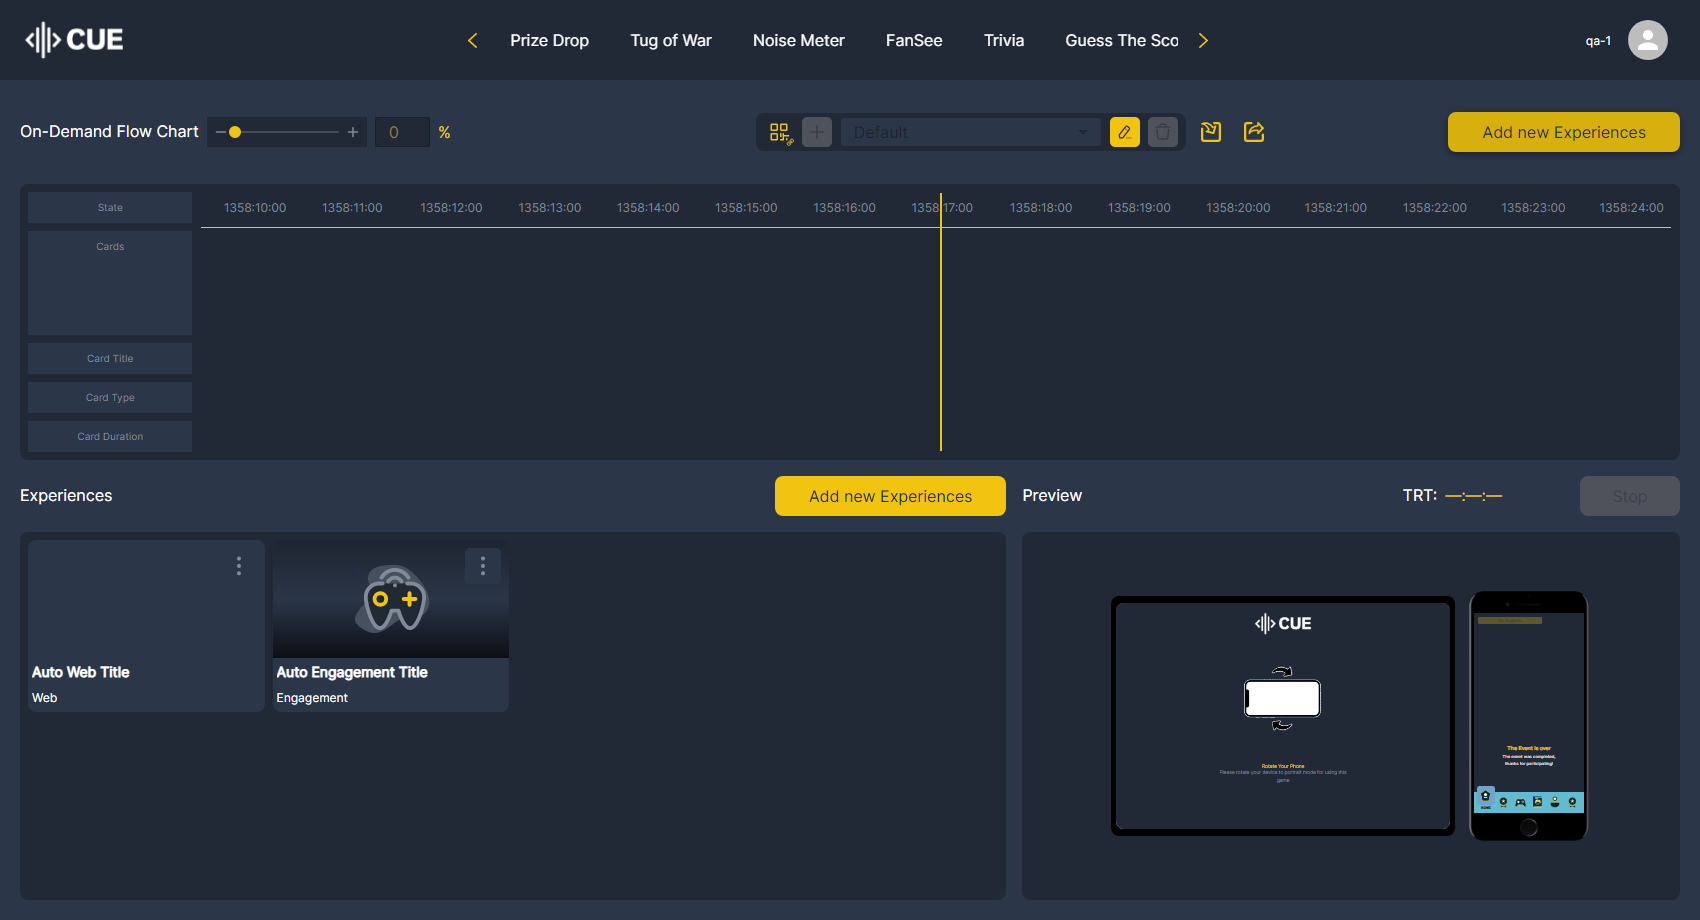 CUE
Prize Drop
Tug of War
Noise Meter
FanSee
Trivia
Guess The Sco
qa-1
On-Demand Flow Chart
0
%
Default
Add new Experiences
State
1358:10:00
1358:11:00
1358:12:00
1358:13:00
1358:14:00
1358:15:00
1358:16:00
1358:17:00
1358:18:00
1358:19:00
1358:20:00
1358:21:00
1358:22:00
1358:23:00
1358:24:00
Cards
Card Title
Card Type
Card Duration
Experiences
Add new Experiences
Preview
TRT: —:—:—
Stop
Auto Web Title
Web
Auto Engagement Title
Engagement
CUE
Rotate Your Phone
Please rotate your device to portrait mode for using this
game
The Event is over
The event was completed,
thanks for participating!
HOME